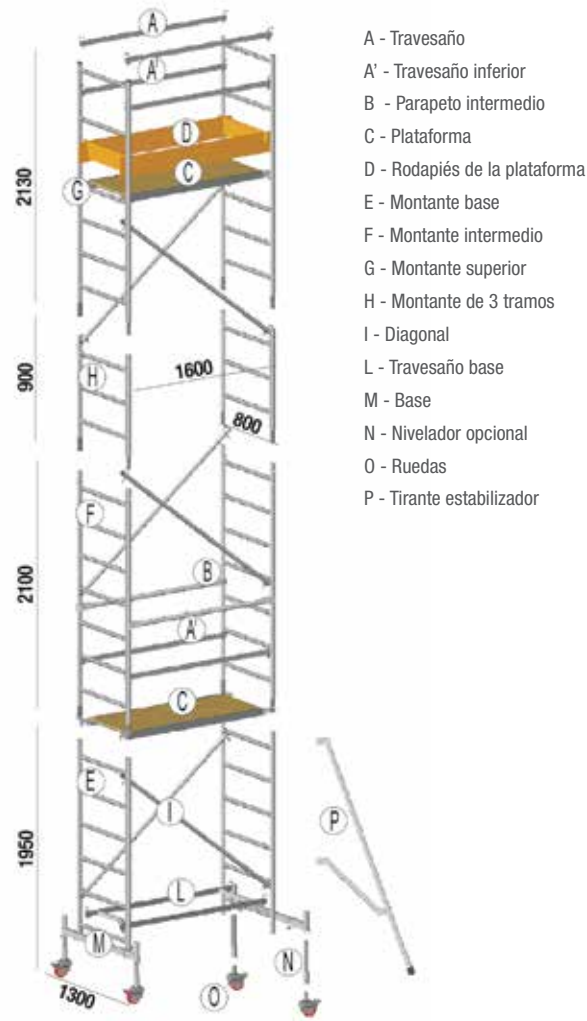 A
A'
D
C
G
2130
H
900
1600
800
F
2100
B
A'
C
E
1950
I
L
M
N
O
1300
P
A - Travesaño
A' - Travesaño inferior
B - Parapeto intermedio
C - Plataforma
D - Rodapiés de la plataforma
E - Montante base
F - Montante intermedio
G - Montante superior
H - Montante de 3 tramos
I - Diagonal
L - Travesaño base
M - Base
N - Nivelador opcional
O - Ruedas
P - Tirante estabilizador